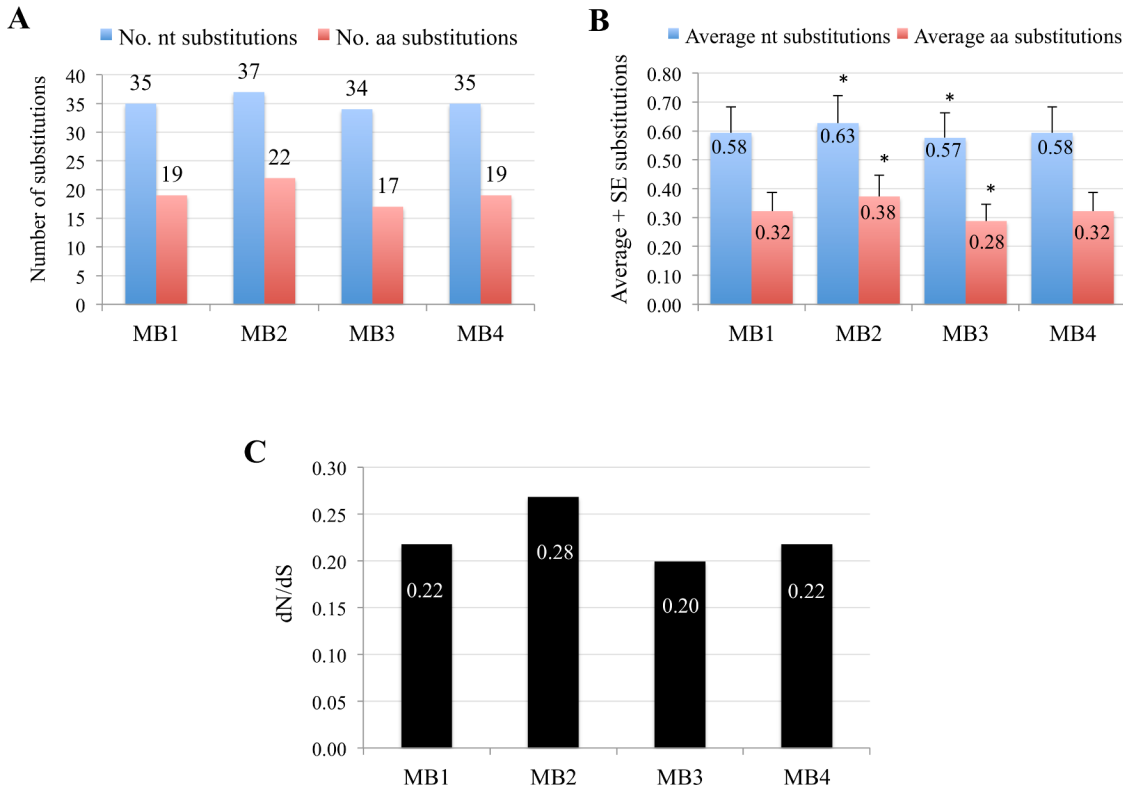 A
No. nt substitutions No. aa substitutions
Number of substitutions
40
35
30
25
20
15
10
5
0
35 19 37 22 34 17 35 19
MB1 MB2 MB3 MB4
B
Average nt substitutions Average aa substitutions
Average + SE substitutions
0.80
0.70
0.60
0.50
0.40
0.30
0.20
0.10
0.00
* * * *
0.58 0.32 0.63 0.38 0.57 0.28 0.58 0.32
MB1 MB2 MB3 MB4
C
dN/dS
0.30
0.25
0.20
0.15
0.10
0.05
0.00
0.22 0.28 0.20 0.22
MB1 MB2 MB3 MB4